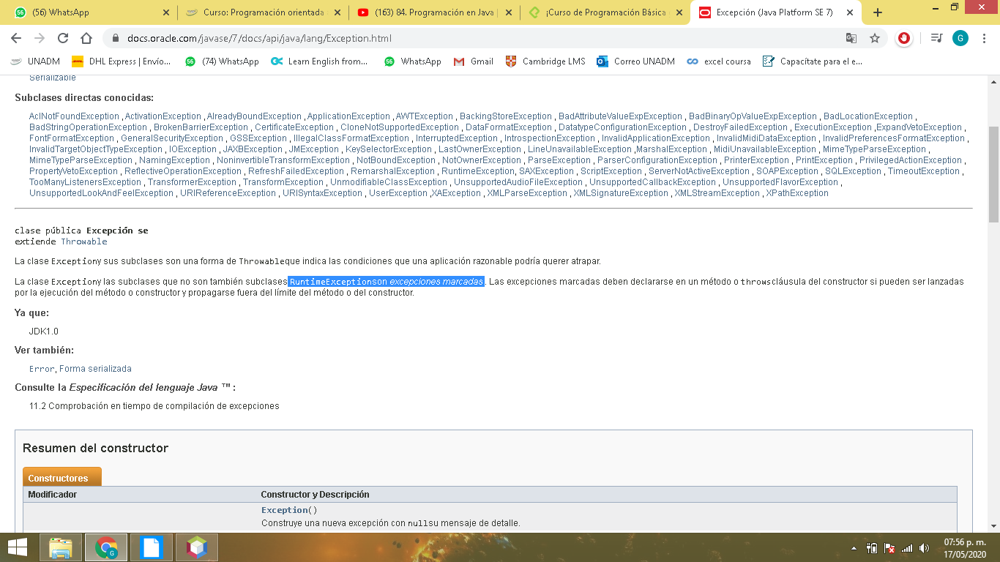 (56) WhatsApp
Curso: Programación orientada
(163) 84. Programación en Java |
¡Curso de Programación Básica
Excepción (Java Platform SE 7)
docs.oracle.com/javase/7/docs/api/java/lang/Exception.html
G
UNADM
DHL Express | Envío...
(74) WhatsApp
Learn English from...
WhatsApp
Gmail
Cambridge LMS
Correo UNADM
excel coursa
Capacítate para el e...
Serializable
Subclases directas conocidas:
AclNotFoundException , ActivationException , AlreadyBoundException , ApplicationException , AWTException , BackingStoreException , BadAttributeValueExpException , BadBinaryOpValueExpException , BadLocationException ,
BadStringOperationException , BrokenBarrierException , CertificateException , CloneNotSupportedException , DataFormatException , DatatypeConfigurationException , DestroyFailedException , ExecutionException ,ExpandVetoException ,
FontFormatException , GeneralSecurityException , GSSException , IllegalClassFormatException , InterruptedException , IntrospectionException , InvalidApplicationException , InvalidMidiDataException , InvalidPreferencesFormatException ,
InvalidTargetObjectTypeException , IOException , JAXBException , JMException , KeySelectorException , LastOwnerException , LineUnavailableException ,MarshalException , MidiUnavailableException , MimeTypeParseException ,
MimeTypeParseException , NamingException , NoninvertibleTransformException , NotBoundException , NotOwnerException , ParseException , ParserConfigurationException , PrinterException , PrintException , PrivilegedActionException ,
PropertyVetoException , ReflectiveOperationException , RefreshFailedException , RemarshalException , RuntimeException, SAXException , ScriptException , ServerNotActiveException , SOAPException , SQLException , TimeoutException ,
TooManyListenersException , TransformerException , TransformException , UnmodifiableClassException , UnsupportedAudioFileException , UnsupportedCallbackException , UnsupportedFlavorException ,
UnsupportedLookAndFeelException , URIReferenceException , URISyntaxException , UserException ,XAException , XMLParseException , XMLSignatureException , XMLStreamException , XPathException
clase pública Excepción se
extiende Throwable
La clase Exceptiony sus subclases son una forma de Throwableque indica las condiciones que una aplicación razonable podría querer atrapar.
La clase Exceptiony las subclases que no son también subclases RuntimeExceptionson excepciones marcadas . Las excepciones marcadas deben declararse en un método o throwscláusula del constructor si pueden ser lanzadas
por la ejecución del método o constructor y propagarse fuera del límite del método o del constructor.
Ya que:
JDK1.0
Ver también:
Error, Forma serializada
Consulte la Especificación del lenguaje Java ™ :
11.2 Comprobación en tiempo de compilación de excepciones
Resumen del constructor
Constructores
Modificador Constructor y Descripción
Exception()
Construye una nueva excepción con nullsu mensaje de detalle.
07:56 p. m.
17/05/2020